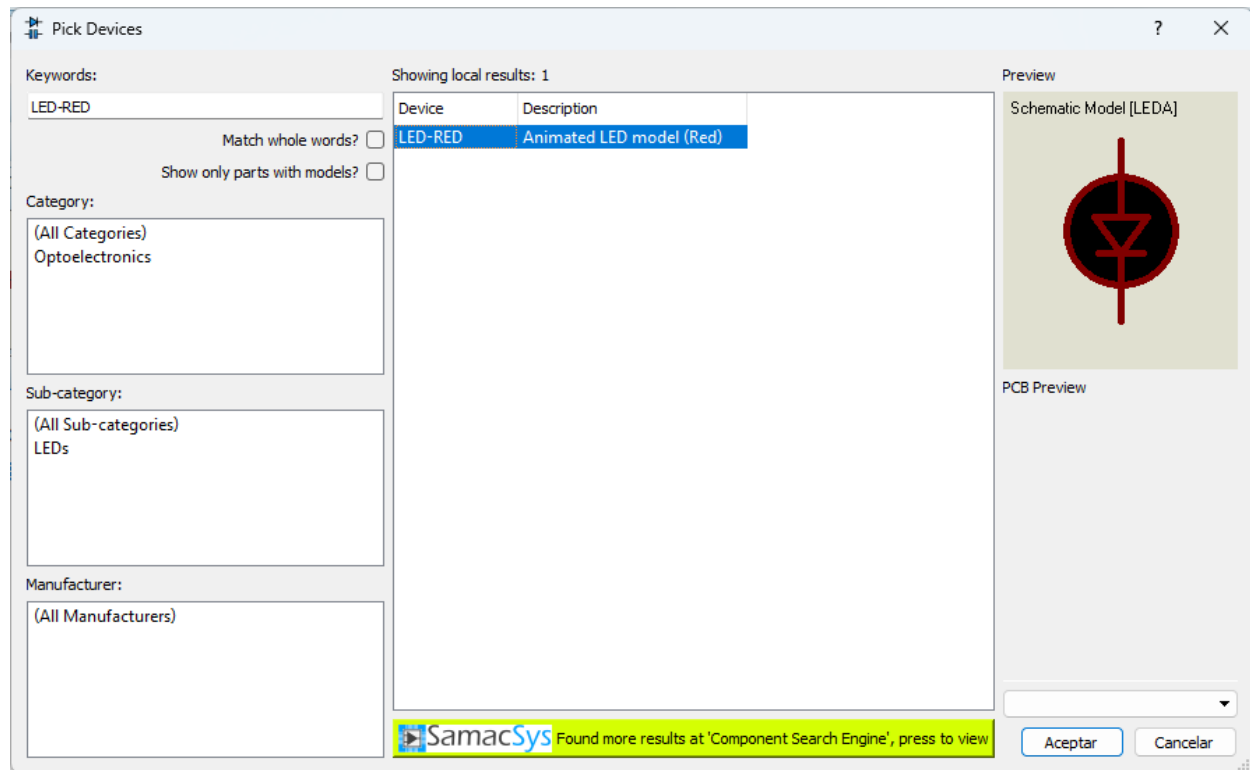 Pick Devices
?
Keywords:
LED-RED
Match whole words?
Show only parts with models?
Category:
(All Categories)
Optoelectronics
Sub-category:
(All Sub-categories)
LEDs
Manufacturer:
(All Manufacturers)
Showing local results: 1
Device Description
LED-RED Animated LED model (Red)
SamacSys Found more results at 'Component Search Engine', press to view
Preview
Schematic Model [LEDA]
PCB Preview
Aceptar Cancelar